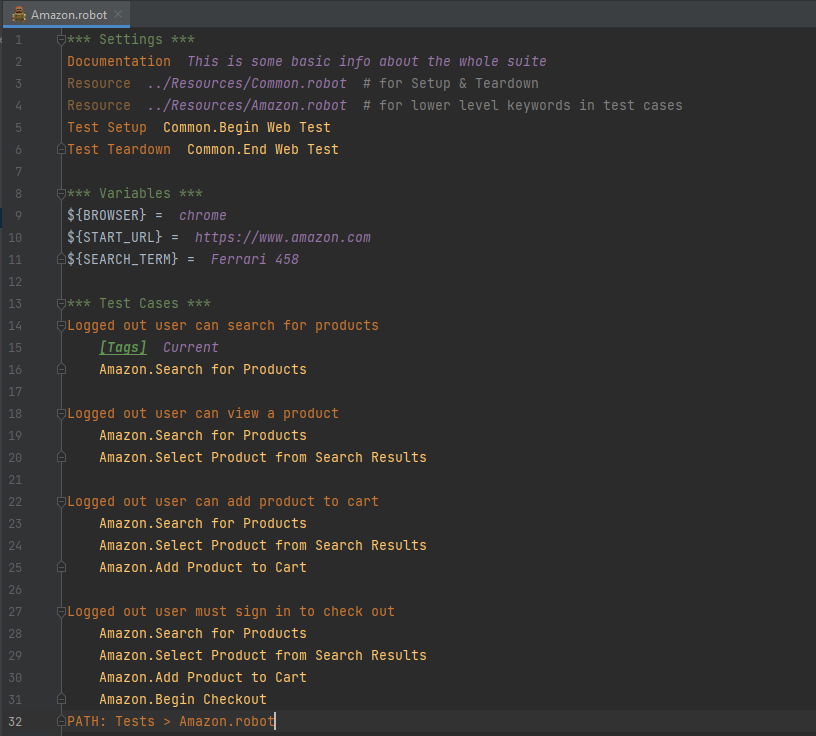 Amazon.robot
1 *** Settings ***
2 Documentation  This is some basic info about the whole suite
3 Resource  ../Resources/Common.robot  # for Setup & Teardown
4 Resource  ../Resources/Amazon.robot  # for lower level keywords in test cases
5 Test Setup  Common.Begin Web Test
6 Test Teardown  Common.End Web Test
7
8 *** Variables ***
9 ${BROWSER} =  chrome
10 ${START_URL} =  https://www.amazon.com
11 ${SEARCH_TERM} =  Ferrari 458
12
13 *** Test Cases ***
14 Logged out user can search for products
15     [Tags]  Current
16     Amazon.Search for Products
17
18 Logged out user can view a product
19     Amazon.Search for Products
20     Amazon.Select Product from Search Results
21
22 Logged out user can add product to cart
23     Amazon.Search for Products
24     Amazon.Select Product from Search Results
25     Amazon.Add Product to Cart
26
27 Logged out user must sign in to check out
28     Amazon.Search for Products
29     Amazon.Select Product from Search Results
30     Amazon.Add Product to Cart
31     Amazon.Begin Checkout
32 PATH: Tests > Amazon.robot